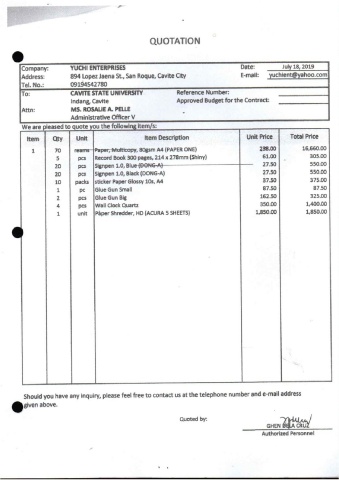 QUOTATION
Company: YUCHI ENTERPRISES Date: July 18, 2019
Address: 894 Lopez Jaena St., San Roque, Cavite City E-mail: yuchient@yahoo.com
Tel. No.: 09194542780
To: CAVITE STATE UNIVERSITY Reference Number:
Indang, Cavite Approved Budget for the Contract:
Attn: MS. ROSALIE A. PELLE
Administrative Officer V
We are pleased to quote you the following item/s:
Item Qty Unit Item Description Unit Price Total Price
1 70 reams Paper, Multicopy, 80gsm A4 (PAPER ONE) 238.00 16,660.00
5 pcs Record Book 300 pages, 214 x 278mm (Shiny) 61.00 305.00
20 pcs Signpen 1.0, Blue (DONG-A) 27.50 550.00
20 pcs Signpen 1.0, Black (DONG-A) 27.50 550.00
10 packs sticker Paper Glossy 10s, A4 37.50 375.00
1 pc Glue Gun Small 87.50 87.50
2 pcs Glue Gun Big 162.50 325.00
4 pcs Wall Clock Quartz 350.00 1,400.00
1 unit Paper Shredder, HD (ACURA 5 SHEETS) 1,850.00 1,850.00
Should you have any inquiry, please feel free to contact us at the telephone number and e-mail address
given above.
Quoted by:
GHEN DELA CRUZ
Authorized Personnel